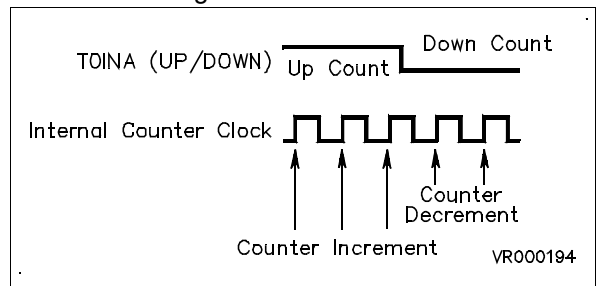 Down Count
T0INA (UP/DOWN)
Up Count
Internal Counter Clock
Counter
Decrement
Counter Increment
VR000194